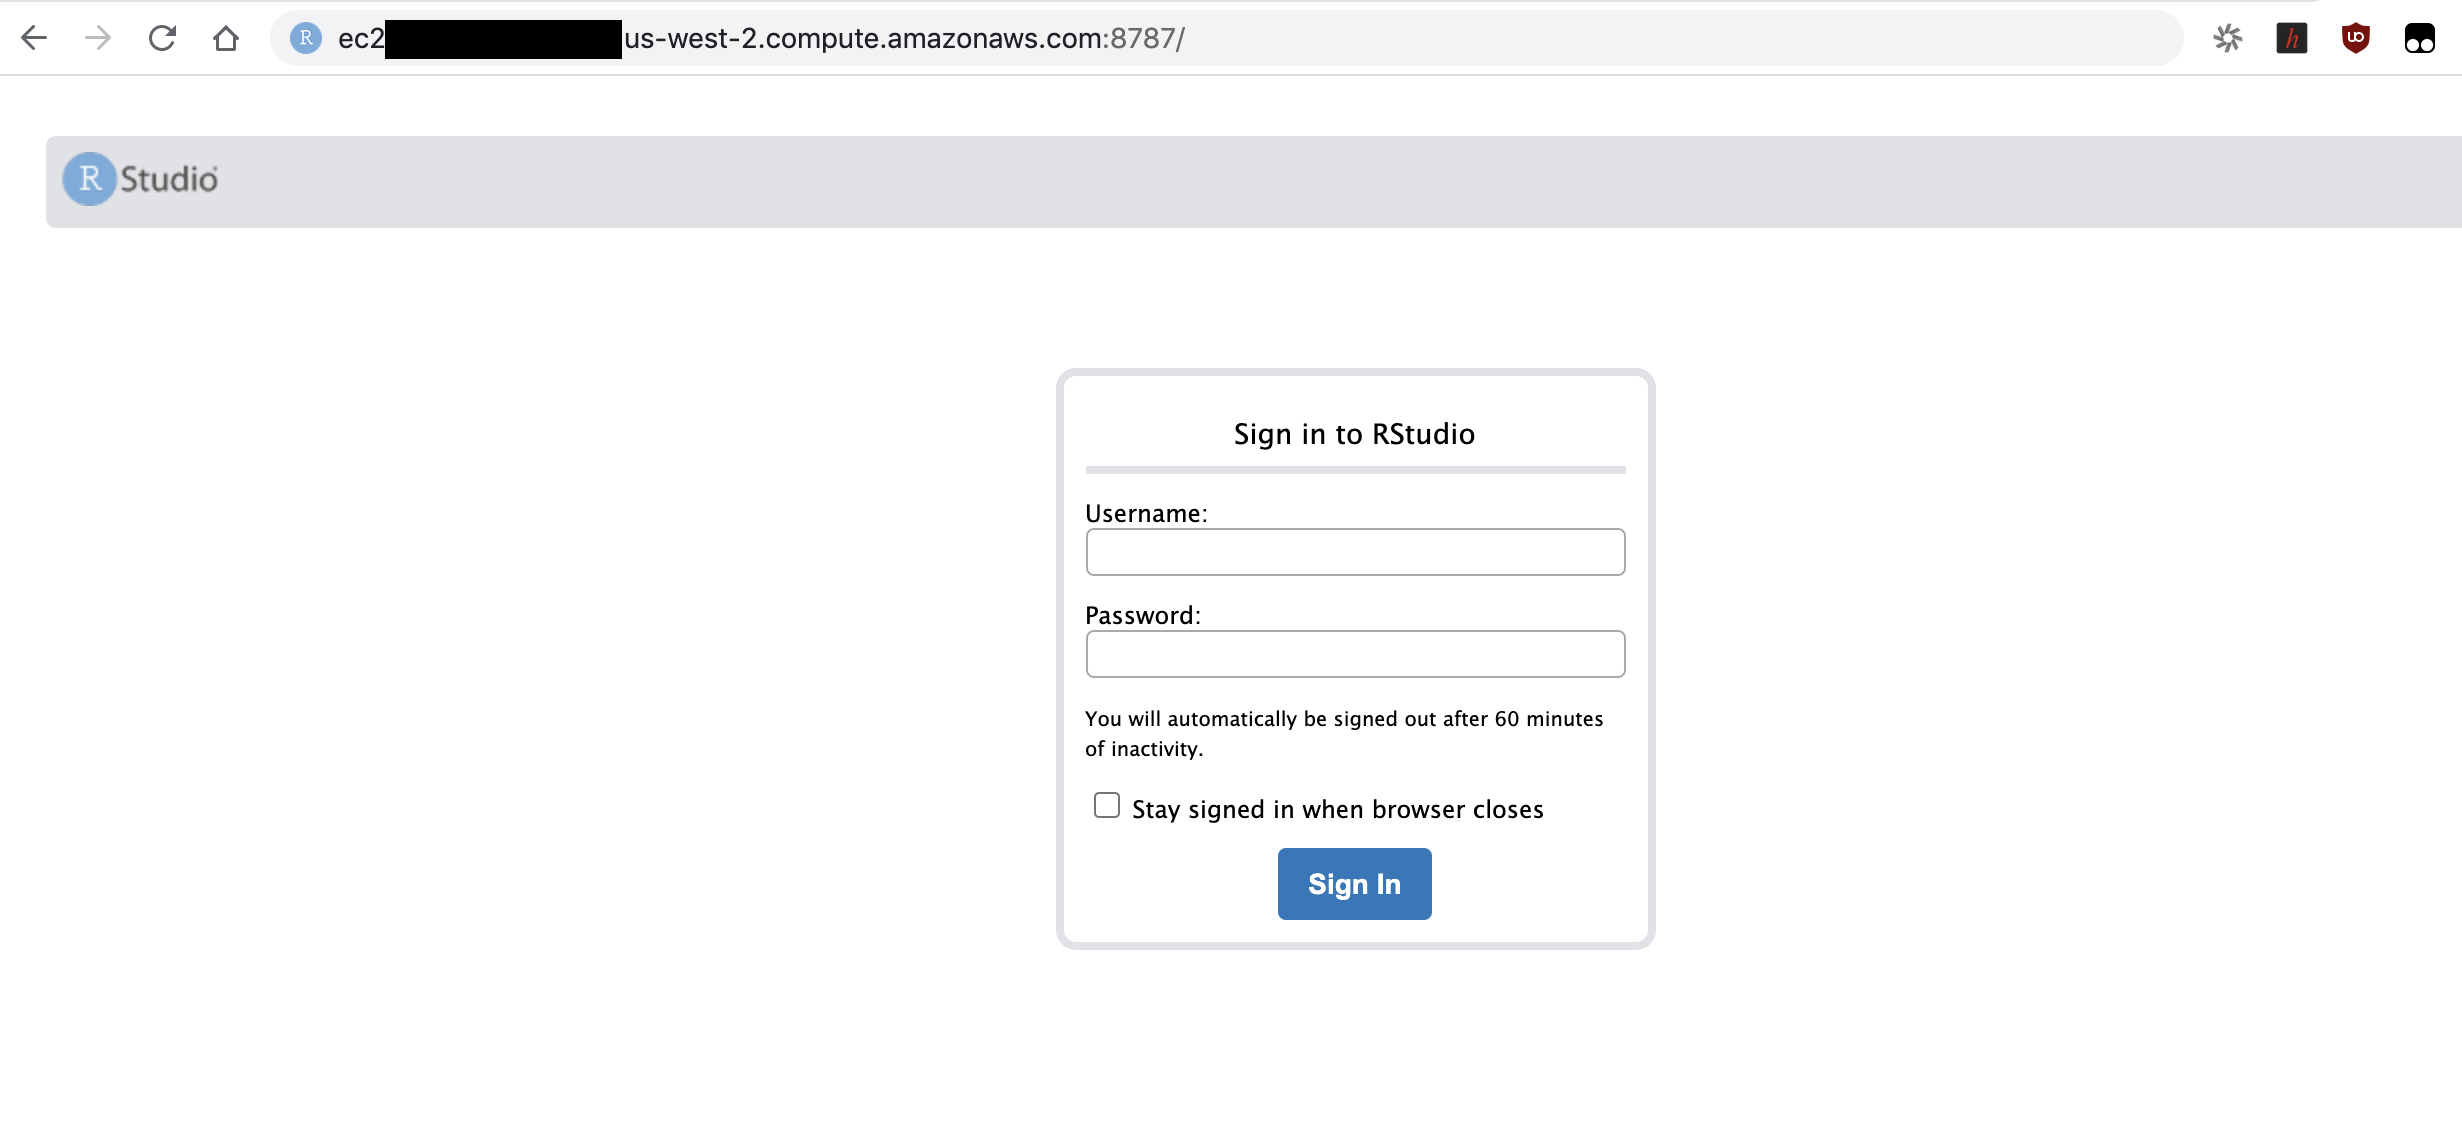 R ec2 us-west-2.compute.amazonaws.com:8787/ h uo
R Studio
Sign in to RStudio
Username:
Password:
You will automatically be signed out after 60 minutes
of inactivity.
Stay signed in when browser closes
Sign In